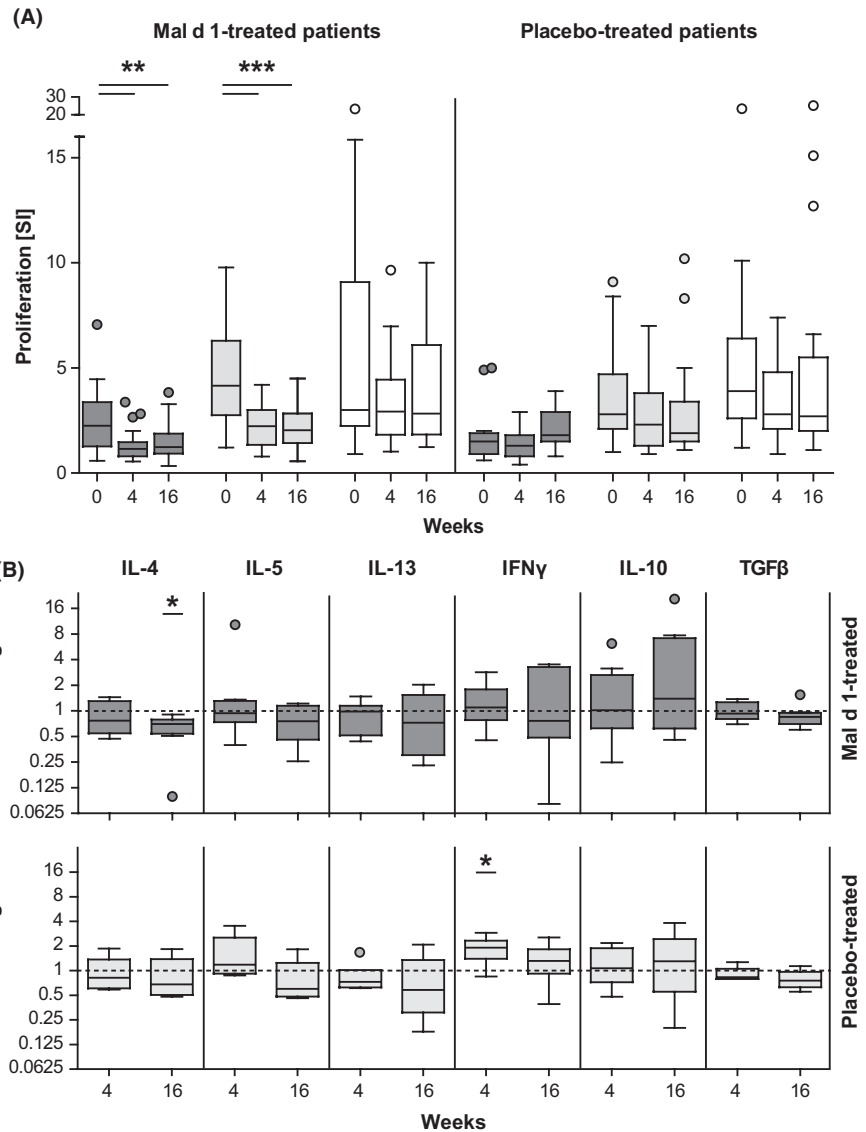 (A)
Mal d 1-treated patients
Placebo-treated patients
** ***
30
20
15
10
5
0
Proliferation [SI]
0 4 16 0 4 16 0 4 16 0 4 16 0 4 16 0 4 16
Weeks
(B)
IL-4 IL-5 IL-13 IFNγ IL-10 TGFβ
*
16
8
4
2
1
0.5
0.25
0.125
0.0625
Mal d 1-treated
*
16
8
4
2
1
0.5
0.25
0.125
0.0625
Placebo-treated
4 16 4 16 4 16 4 16 4 16 4 16
Weeks